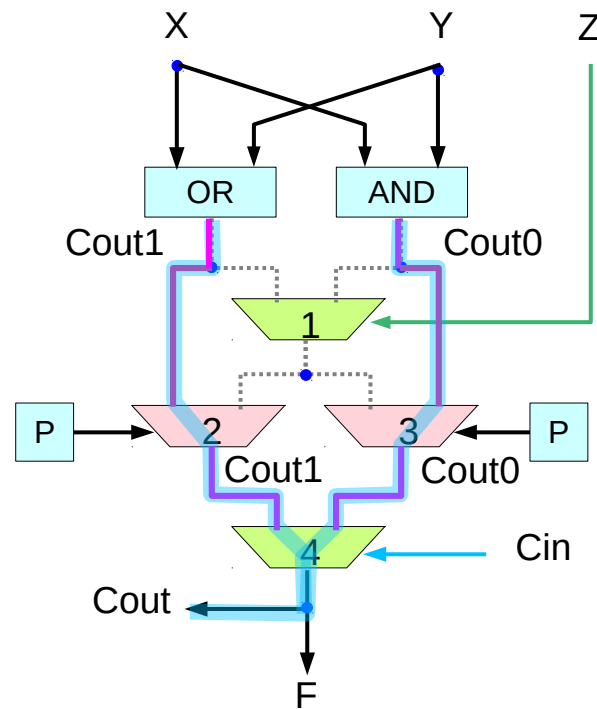 X Y Z
OR AND
Cout1 Cout0
1
P 2 3 P
Cout1 Cout0
4 Cin
Cout
F